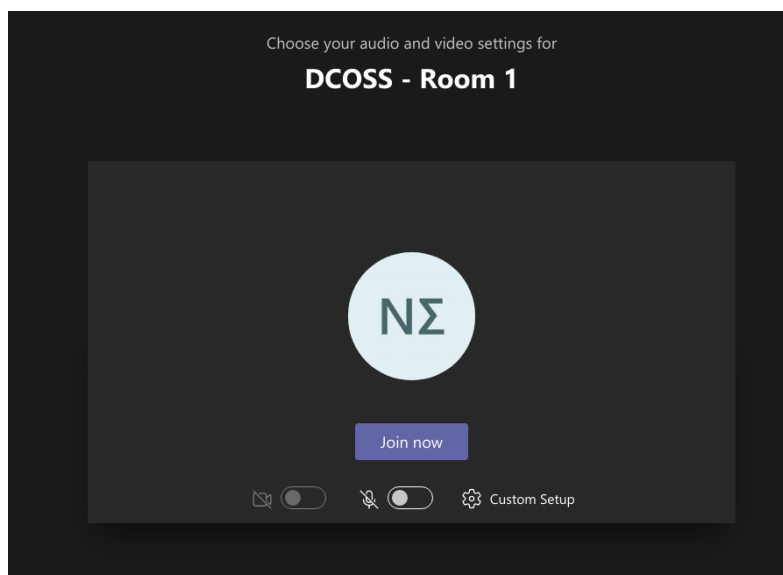 Choose your audio and video settings for
DCOSS - Room 1
ΝΣ
Join now
Custom Setup